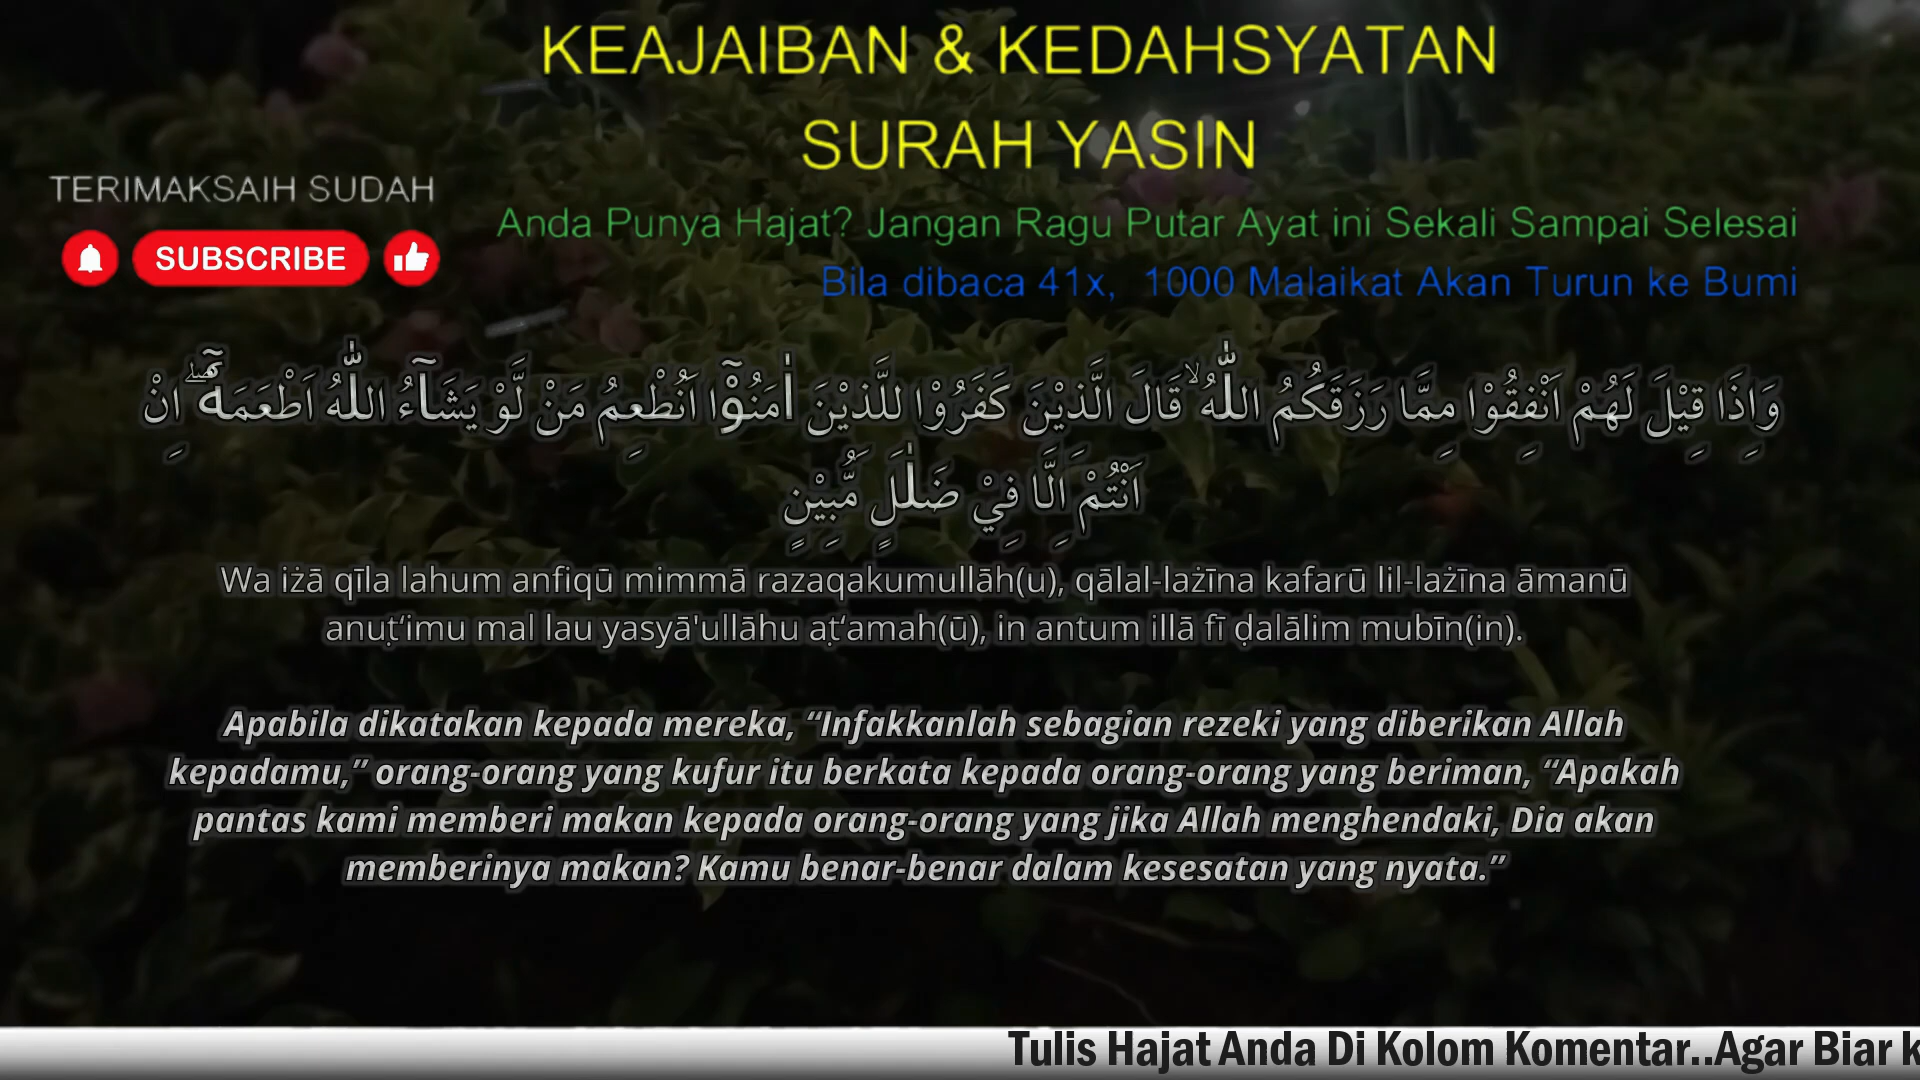 KEAJAIBAN & KEDAHSYATAN
SURAH YASIN
TERIMAKSAIH SUDAH
SUBSCRIBE
Anda Punya Hajat? Jangan Ragu Putar Ayat ini Sekali Sampai Selesai
Bila dibaca 41x, 1000 Malaikat Akan Turun ke Bumi
وَاِذَا قِيْلَ لَهُمْ اَنْفِقُوْا مِمَّا رَزَقَكُمُ اللّٰهُ ۙقَالَ الَّذِيْنَ كَفَرُوْا لِلَّذِيْنَ اٰمَنُوْٓا اَنُطْعِمُ مَنْ لَّوْ يَشَاۤءُ اللّٰهُ اَطْعَمَهٗٓ ۖاِنْ
اَنْتُمْ اِلَّا فِيْ ضَلٰلٍ مُّبِيْنٍ
Wa iżā qīla lahum anfiqū mimmā razaqakumullāh(u), qālal-lażīna kafarū lil-lażīna āmanū
anuṭ‘imu mal lau yasyā'ullāhu aṭ‘amah(ū), in antum illā fī ḍalālim mubīn(in).
Apabila dikatakan kepada mereka, “Infakkanlah sebagian rezeki yang diberikan Allah
kepadamu,” orang-orang yang kufur itu berkata kepada orang-orang yang beriman, “Apakah
pantas kami memberi makan kepada orang-orang yang jika Allah menghendaki, Dia akan
memberinya makan? Kamu benar-benar dalam kesesatan yang nyata.”
Tulis Hajat Anda Di Kolom Komentar..Agar Biar k